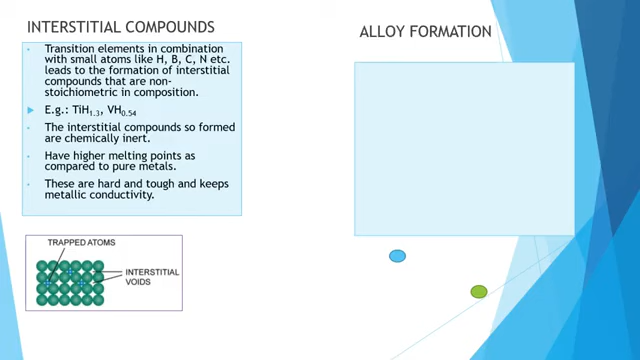 INTERSTITIAL COMPOUNDS
Transition elements in combination
with small atoms like H, B, C, N etc.
leads to the formation of interstitial
compounds that are non-
stoichiometric in composition.
E.g.: TiH1.3, VH0.54
The interstitial compounds so formed
are chemically inert.
Have higher melting points as
compared to pure metals.
These are hard and tough and keeps
metallic conductivity.
TRAPPED ATOMS
INTERSTITIAL
VOIDS
ALLOY FORMATION